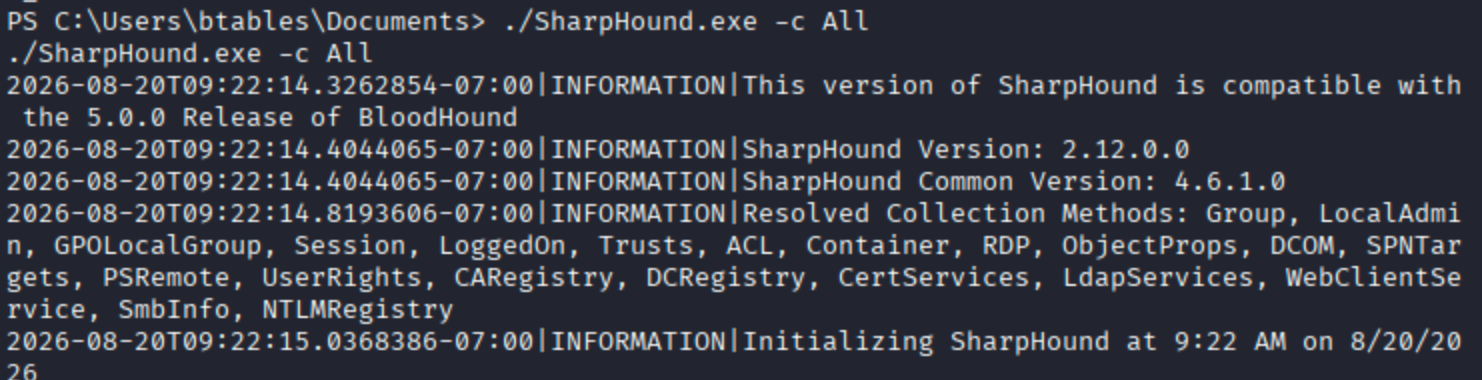 PS C:\Users\btables\Documents> ./SharpHound.exe -c All
./SharpHound.exe -c All
2026-08-20T09:22:14.3262854-07:00|INFORMATION|This version of SharpHound is compatible with
 the 5.0.0 Release of BloodHound
2026-08-20T09:22:14.4044065-07:00|INFORMATION|SharpHound Version: 2.12.0.0
2026-08-20T09:22:14.4044065-07:00|INFORMATION|SharpHound Common Version: 4.6.1.0
2026-08-20T09:22:14.8193606-07:00|INFORMATION|Resolved Collection Methods: Group, LocalAdmi
n, GPOLocalGroup, Session, LoggedOn, Trusts, ACL, Container, RDP, ObjectProps, DCOM, SPNTar
gets, PSRemote, UserRights, CARegistry, DCRegistry, CertServices, LdapServices, WebClientSe
rvice, SmbInfo, NTLMRegistry
2026-08-20T09:22:15.0368386-07:00|INFORMATION|Initializing SharpHound at 9:22 AM on 8/20/20
26